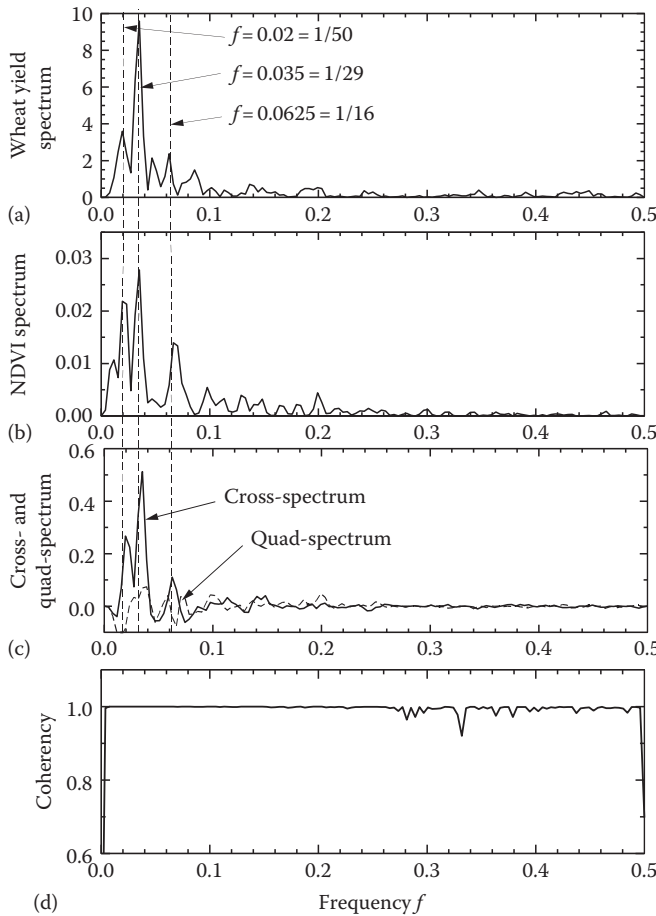 10
8
6
4
2
0
Wheat yield
spectrum
f = 0.02 = 1/50
f = 0.035 = 1/29
f = 0.0625 = 1/16
(a)
0.0 0.1 0.2 0.3 0.4 0.5
0.03
0.02
0.01
0.00
NDVI spectrum
(b)
0.0 0.1 0.2 0.3 0.4 0.5
0.6
0.4
0.2
0.0
Cross- and
quad-spectrum
Cross-spectrum
Quad-spectrum
(c)
0.0 0.1 0.2 0.3 0.4 0.5
1.0
0.8
0.6
Coherency
0.0 0.1 0.2 0.3 0.4 0.5
(d)
Frequency f